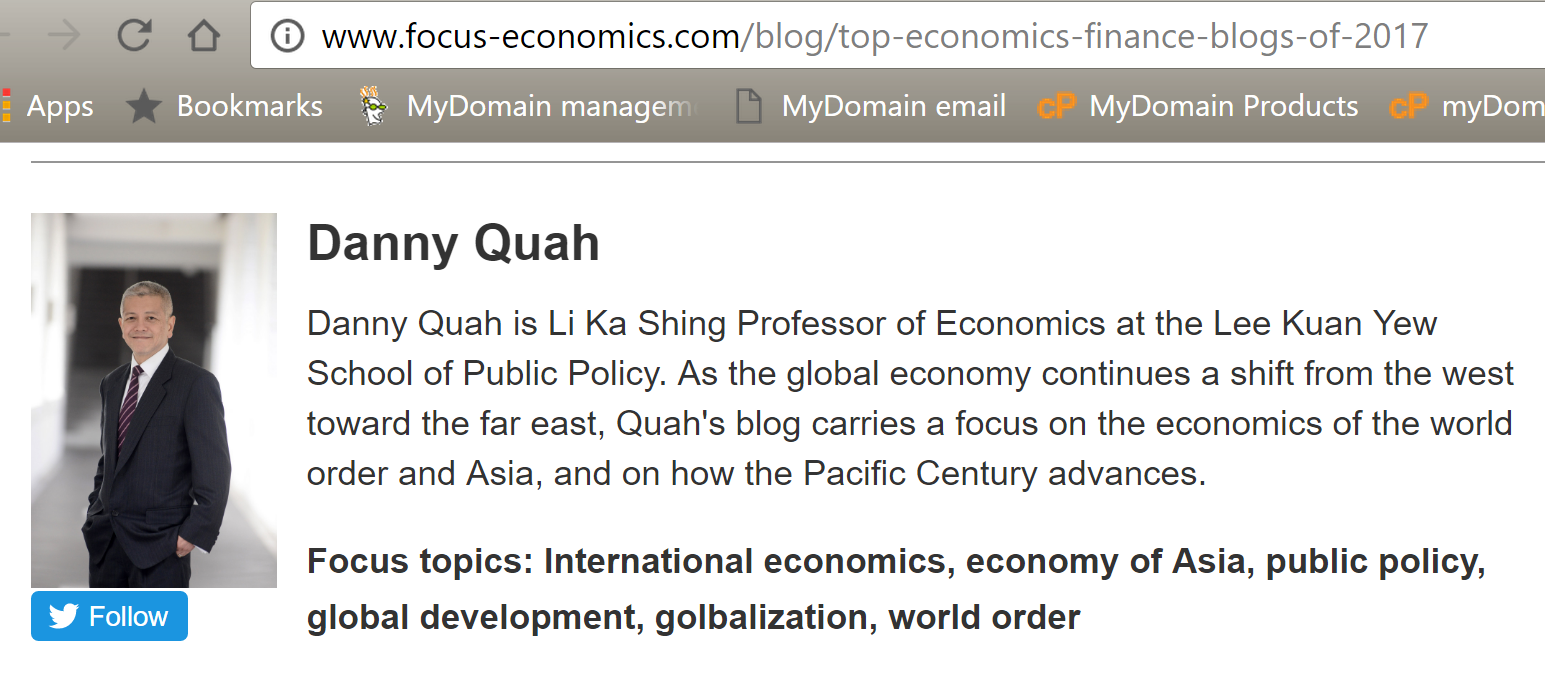 www.focus-economics.com/blog/top-economics-finance-blogs-of-2017
Apps Bookmarks MyDomain managem MyDomain email cP MyDomain Products cP myDom
Danny Quah
Danny Quah is Li Ka Shing Professor of Economics at the Lee Kuan Yew
School of Public Policy. As the global economy continues a shift from the west
toward the far east, Quah's blog carries a focus on the economics of the world
order and Asia, and on how the Pacific Century advances.
Focus topics: International economics, economy of Asia, public policy,
global development, golbalization, world order
Follow